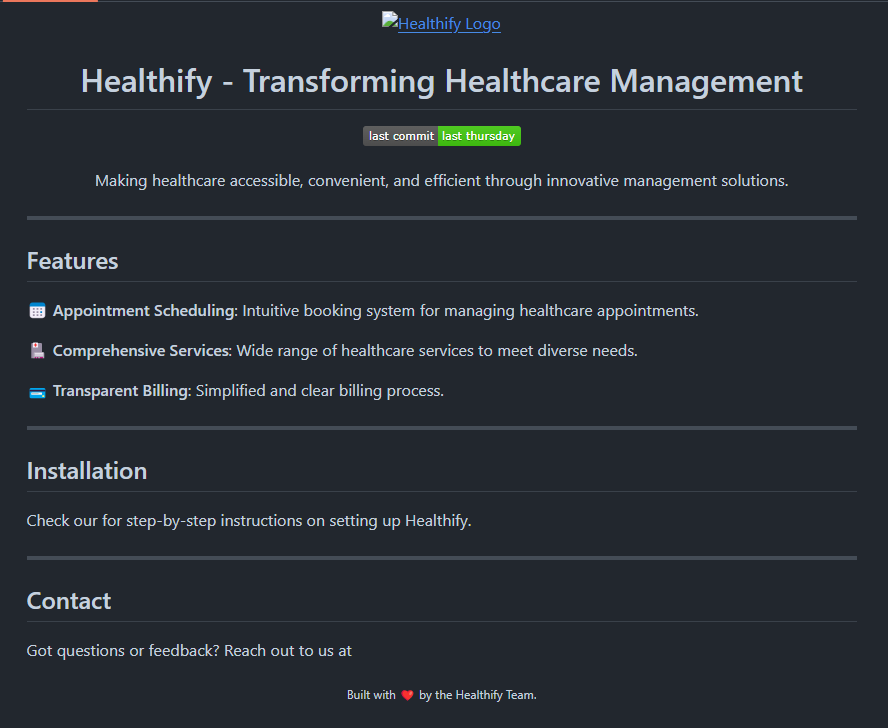 Healthify Logo
Healthify - Transforming Healthcare Management
last commit last thursday
Making healthcare accessible, convenient, and efficient through innovative management solutions.
Features
Appointment Scheduling: Intuitive booking system for managing healthcare appointments.
Comprehensive Services: Wide range of healthcare services to meet diverse needs.
Transparent Billing: Simplified and clear billing process.
Installation
Check our for step-by-step instructions on setting up Healthify.
Contact
Got questions or feedback? Reach out to us at
Built with ❤️ by the Healthify Team.